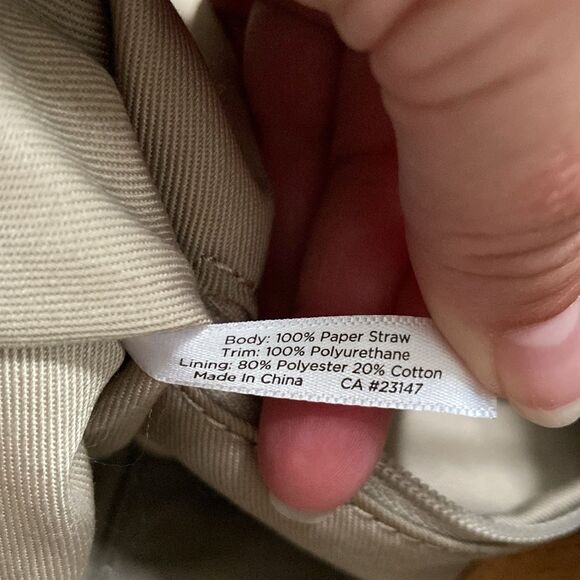 Body: 100% Paper Straw
Trim: 100% Polyurethane
Lining: 80% Polyester 20% Cotton
Made In China CA #23147